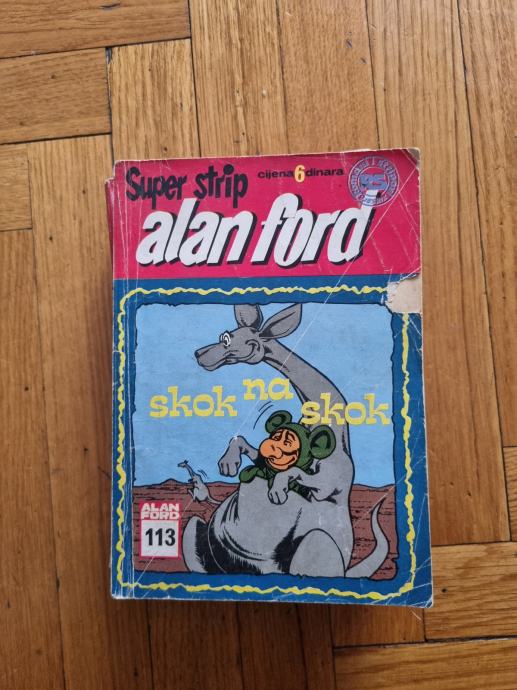 Super strip
cijena 6 dinara
alan ford
skok na skok
ALAN
FORD
113